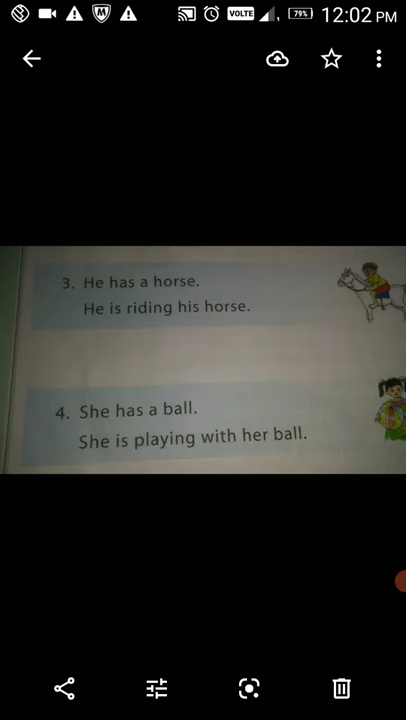 VOLTE 79% 12:02 PM
3. He has a horse.
He is riding his horse.
4. She has a ball.
She is playing with her ball.